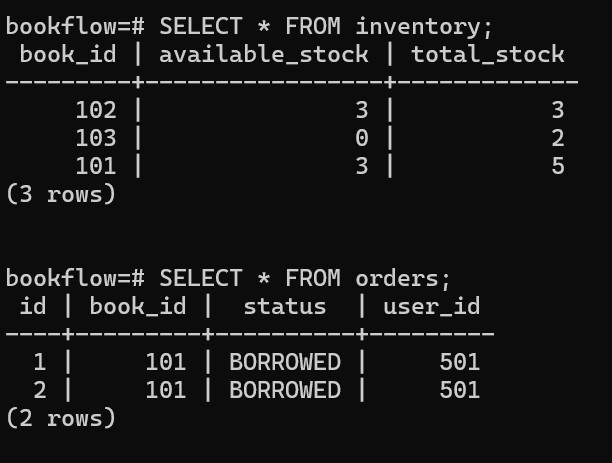 bookflow=# SELECT * FROM inventory;
 book_id | available_stock | total_stock
---------+-----------------+-------------
     102 |               3 |           3
     103 |               0 |           2
     101 |               3 |           5
(3 rows)

bookflow=# SELECT * FROM orders;
 id | book_id |  status  | user_id
----+---------+----------+---------
  1 |     101 | BORROWED |     501
  2 |     101 | BORROWED |     501
(2 rows)